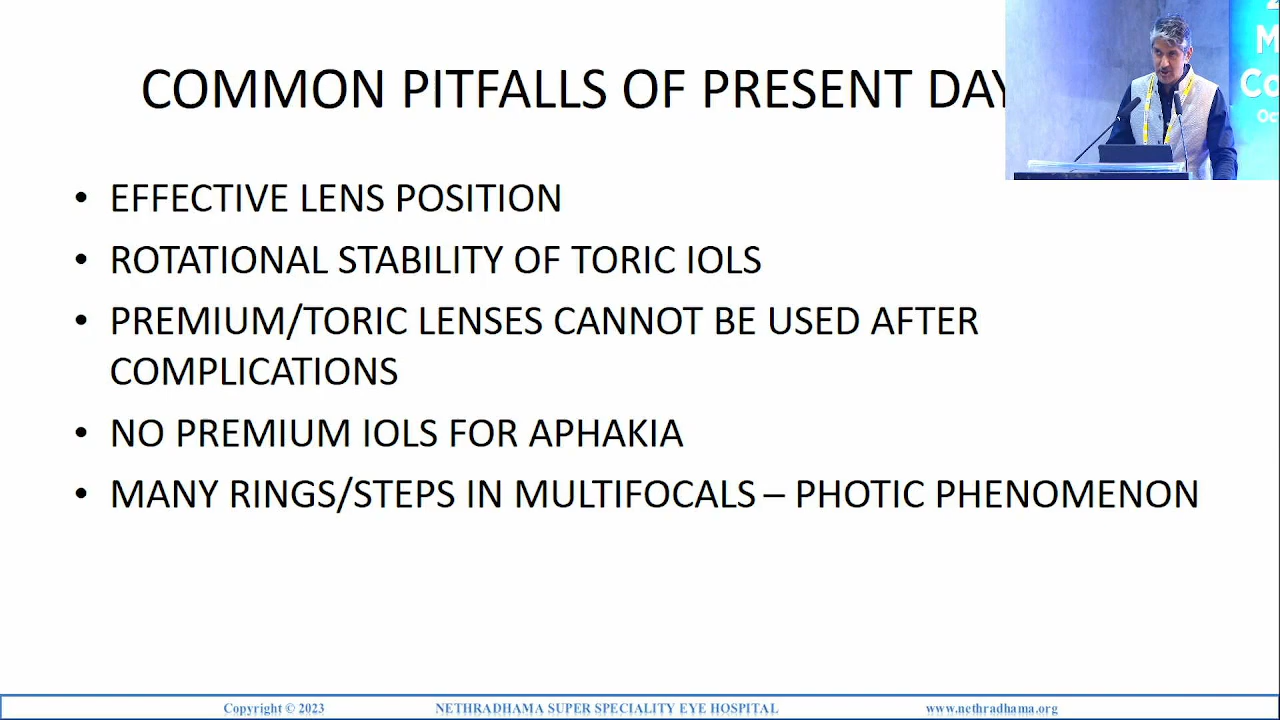 COMMON PITFALLS OF PRESENT DAY
• EFFECTIVE LENS POSITION
• ROTATIONAL STABILITY OF TORIC IOLS
• PREMIUM/TORIC LENSES CANNOT BE USED AFTER
COMPLICATIONS
• NO PREMIUM IOLS FOR APHAKIA
• MANY RINGS/STEPS IN MULTIFOCALS – PHOTIC PHENOMENON
Copyright © 2023 NETHRADHAMA SUPER SPECIALITY EYE HOSPITAL www.nethradhama.org